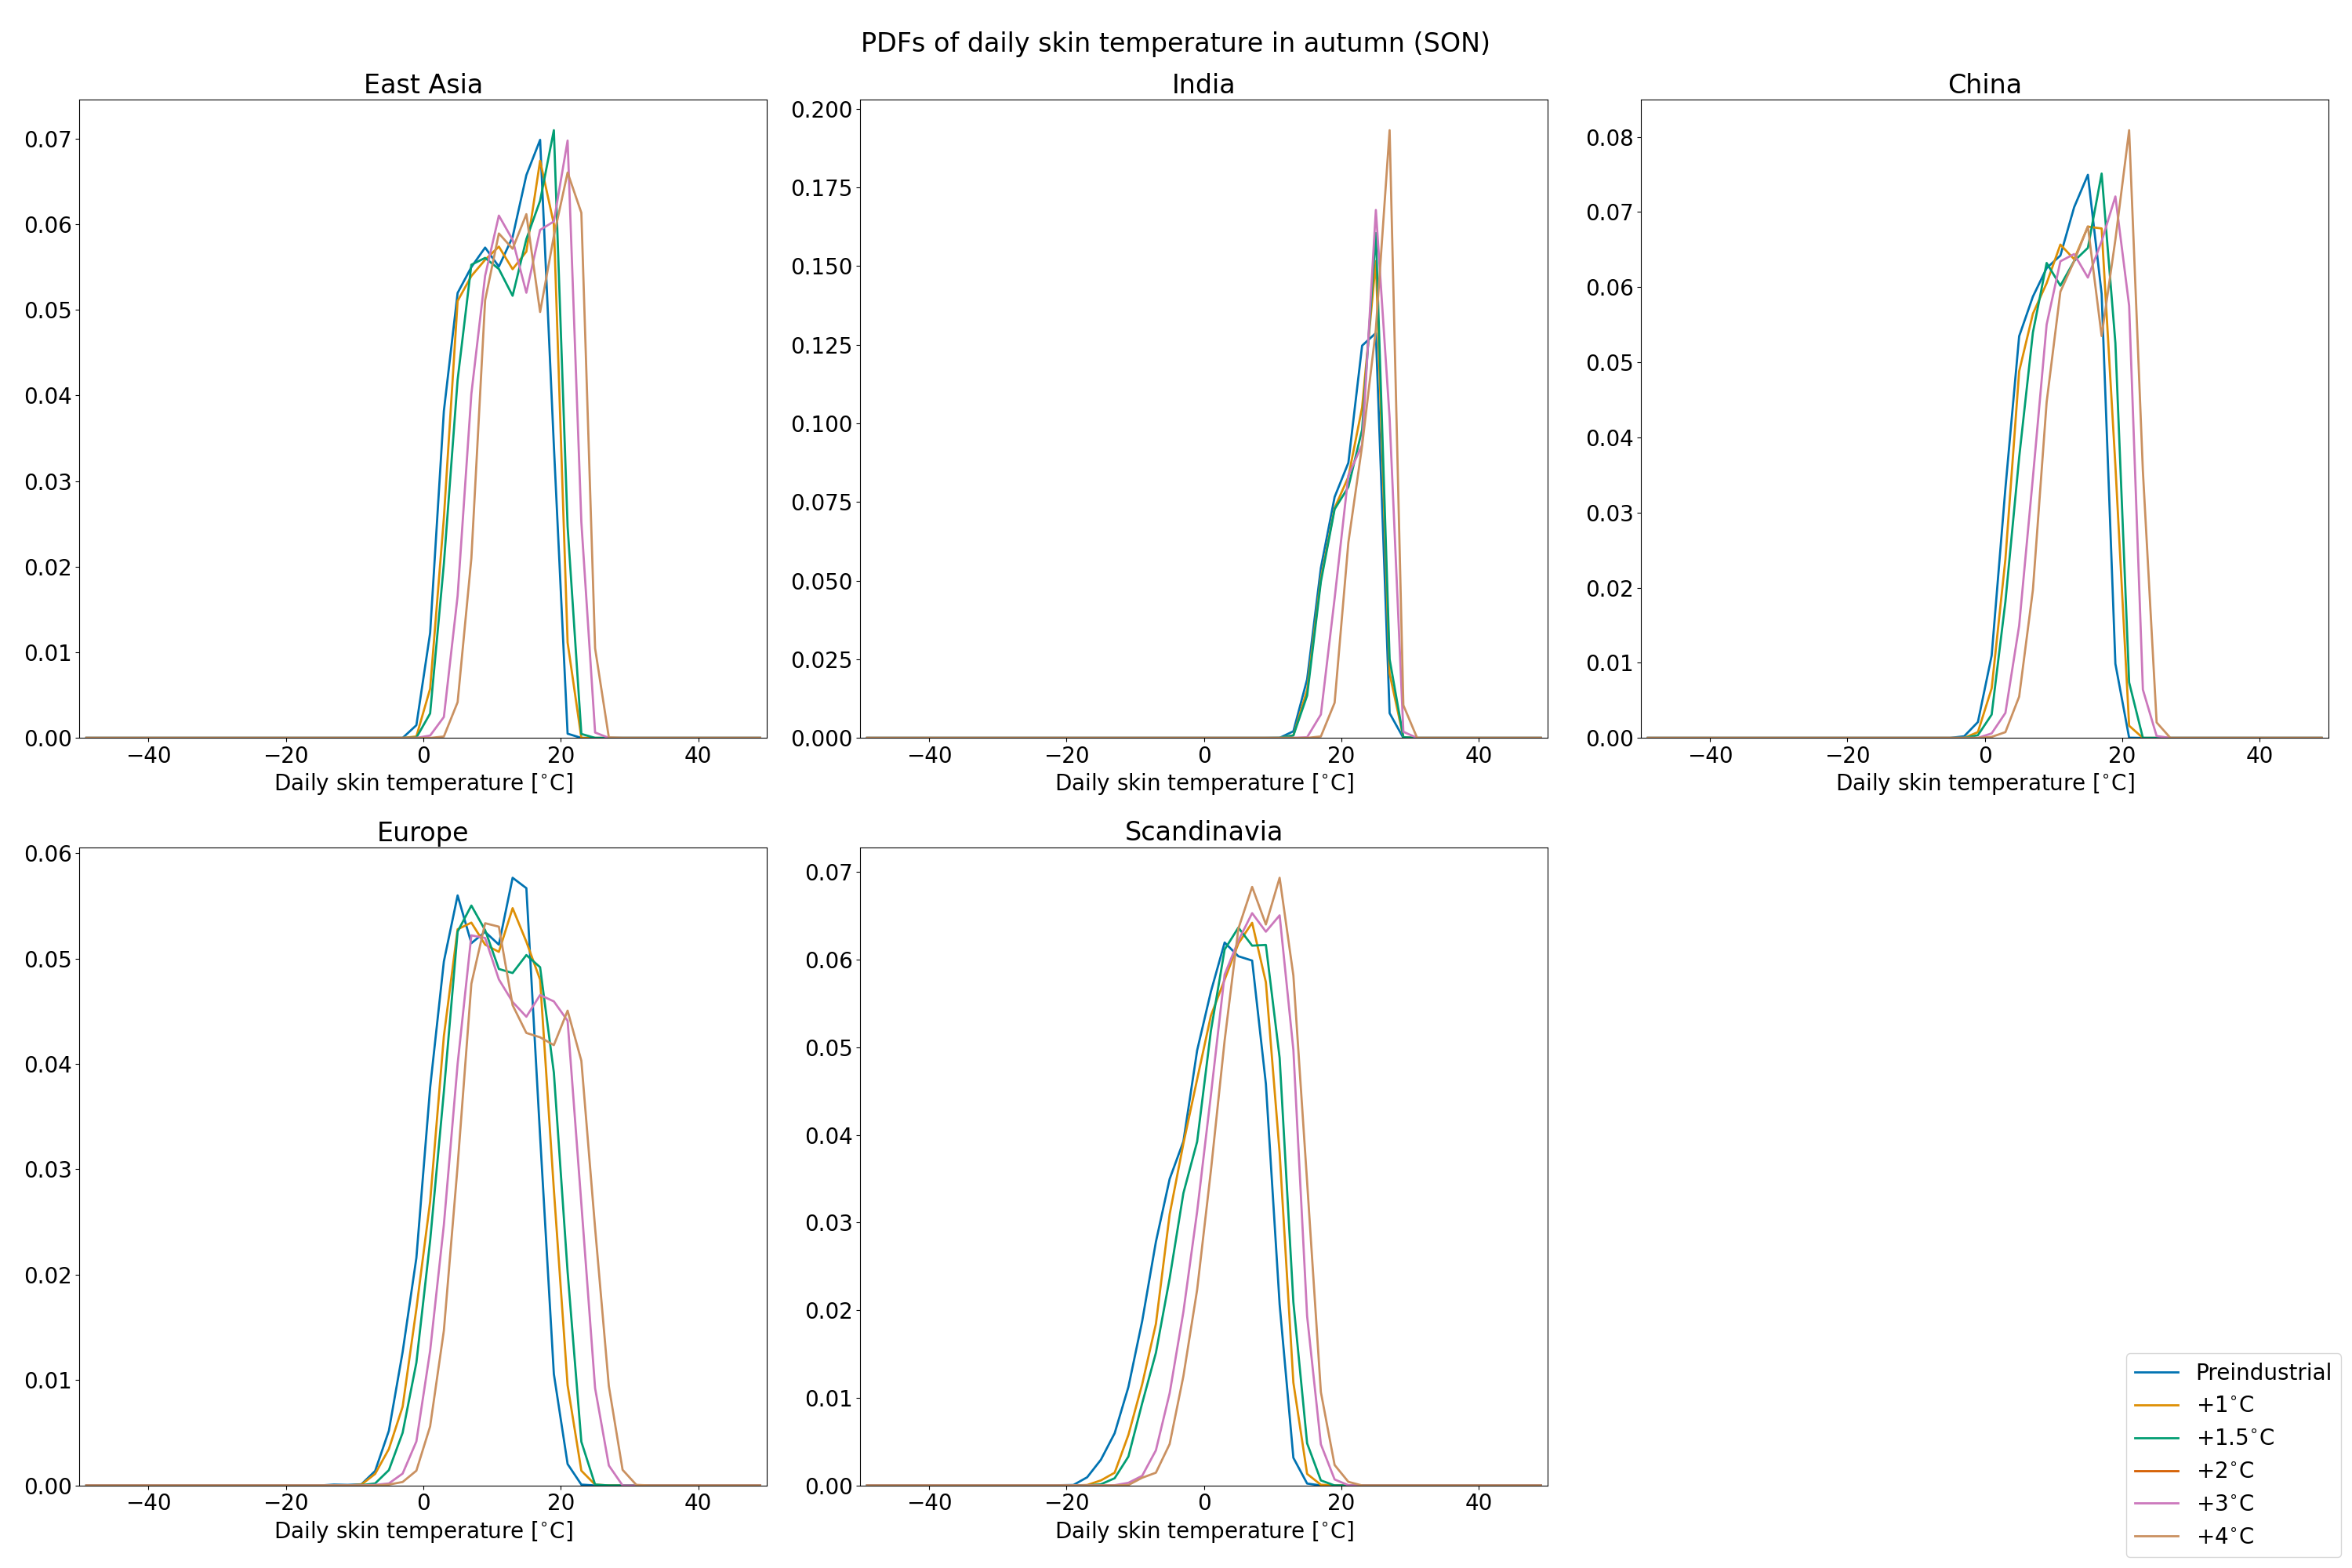 PDFs of daily skin temperature in autumn (SON)
East Asia
0.07
0.06
0.05
0.04
0.03
0.02
0.01
0.00
−40 −20 0 20 40
Daily skin temperature [°C]
India
0.200
0.175
0.150
0.125
0.100
0.075
0.050
0.025
0.000
−40 −20 0 20 40
Daily skin temperature [°C]
China
0.08
0.07
0.06
0.05
0.04
0.03
0.02
0.01
0.00
−40 −20 0 20 40
Daily skin temperature [°C]
Europe
0.06
0.05
0.04
0.03
0.02
0.01
0.00
−40 −20 0 20 40
Daily skin temperature [°C]
Scandinavia
0.07
0.06
0.05
0.04
0.03
0.02
0.01
0.00
−40 −20 0 20 40
Daily skin temperature [°C]
Preindustrial
+1°C
+1.5°C
+2°C
+3°C
+4°C